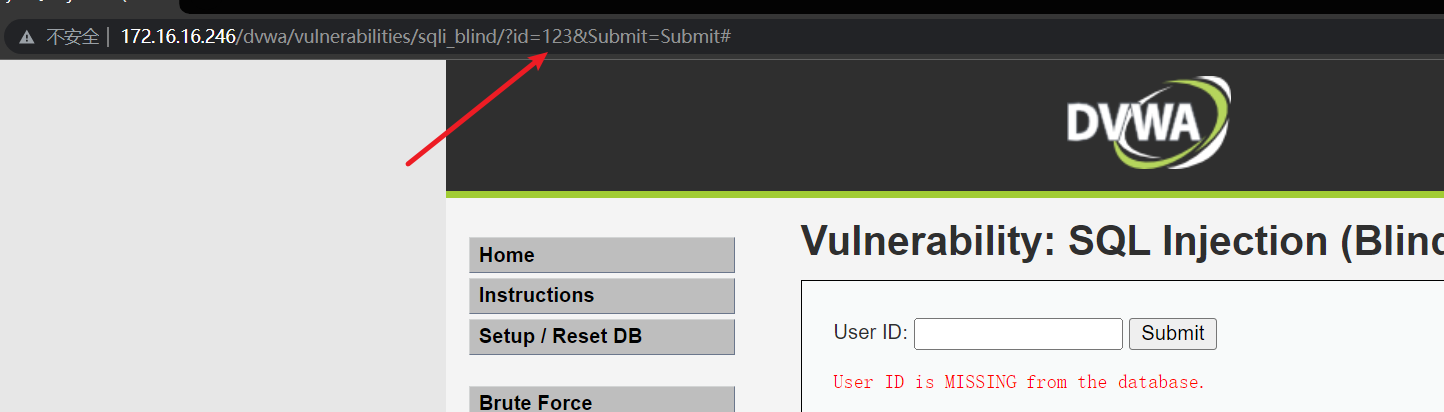 不安全 | 172.16.16.246/dvwa/vulnerabilities/sqli_blind/?id=123&Submit=Submit#
DVWA
Vulnerability: SQL Injection (Blind
Home
Instructions
Setup / Reset DB
Brute Force
User ID:
Submit
User ID is MISSING from the database.